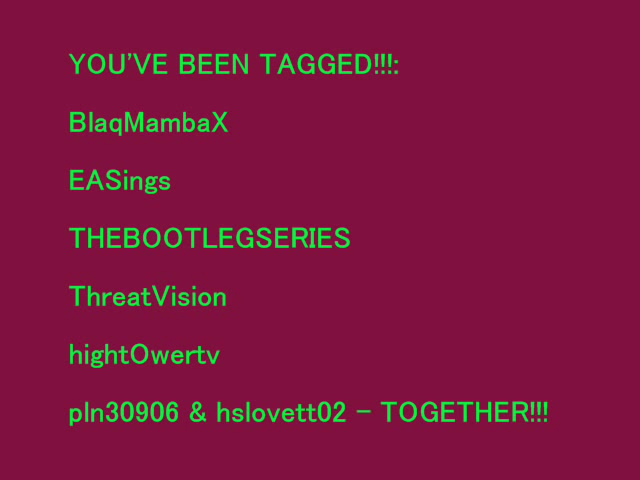 YOU'VE BEEN TAGGED!!!:
BlaqMambaX
EASings
THEBOOTLEGSERIES
ThreatVision
hightOwertv
pln30906 & hslovett02 - TOGETHER!!!